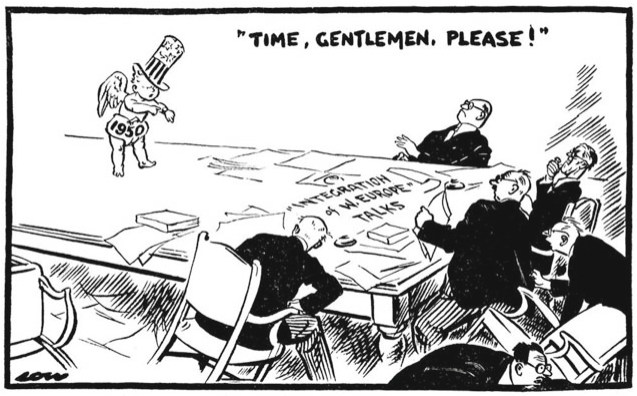 "TIME, GENTLEMEN, PLEASE!"
1950
"INTEGRATION
of W. EUROPE"
TALKS
LOW